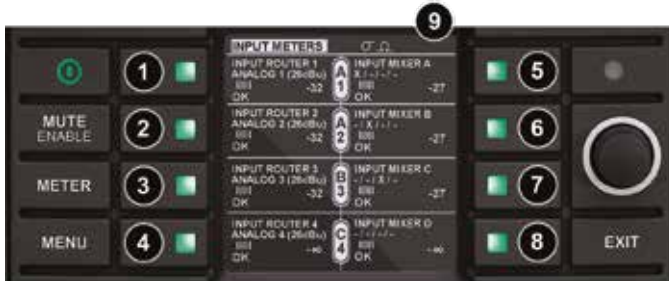 9
INPUT METERS
INPUT ROUTER 1
ANALOG 1 (26dBu)
-32
OK
A
1
INPUT MIXER A
X / - / - / -
-27
OK
INPUT ROUTER 2
ANALOG 2 (26dBu)
-32
OK
A
2
INPUT MIXER B
- / X / - / -
-27
OK
INPUT ROUTER 3
ANALOG 3 (26dBu)
-32
OK
B
3
INPUT MIXER C
- / - / X / -
-27
OK
INPUT ROUTER 4
ANALOG 4 (26dBu)
-∞
OK
C
4
INPUT MIXER D
- / - / - / -
-∞
OK
MUTE
ENABLE
METER
MENU
1
2
3
4
5
6
7
8
EXIT